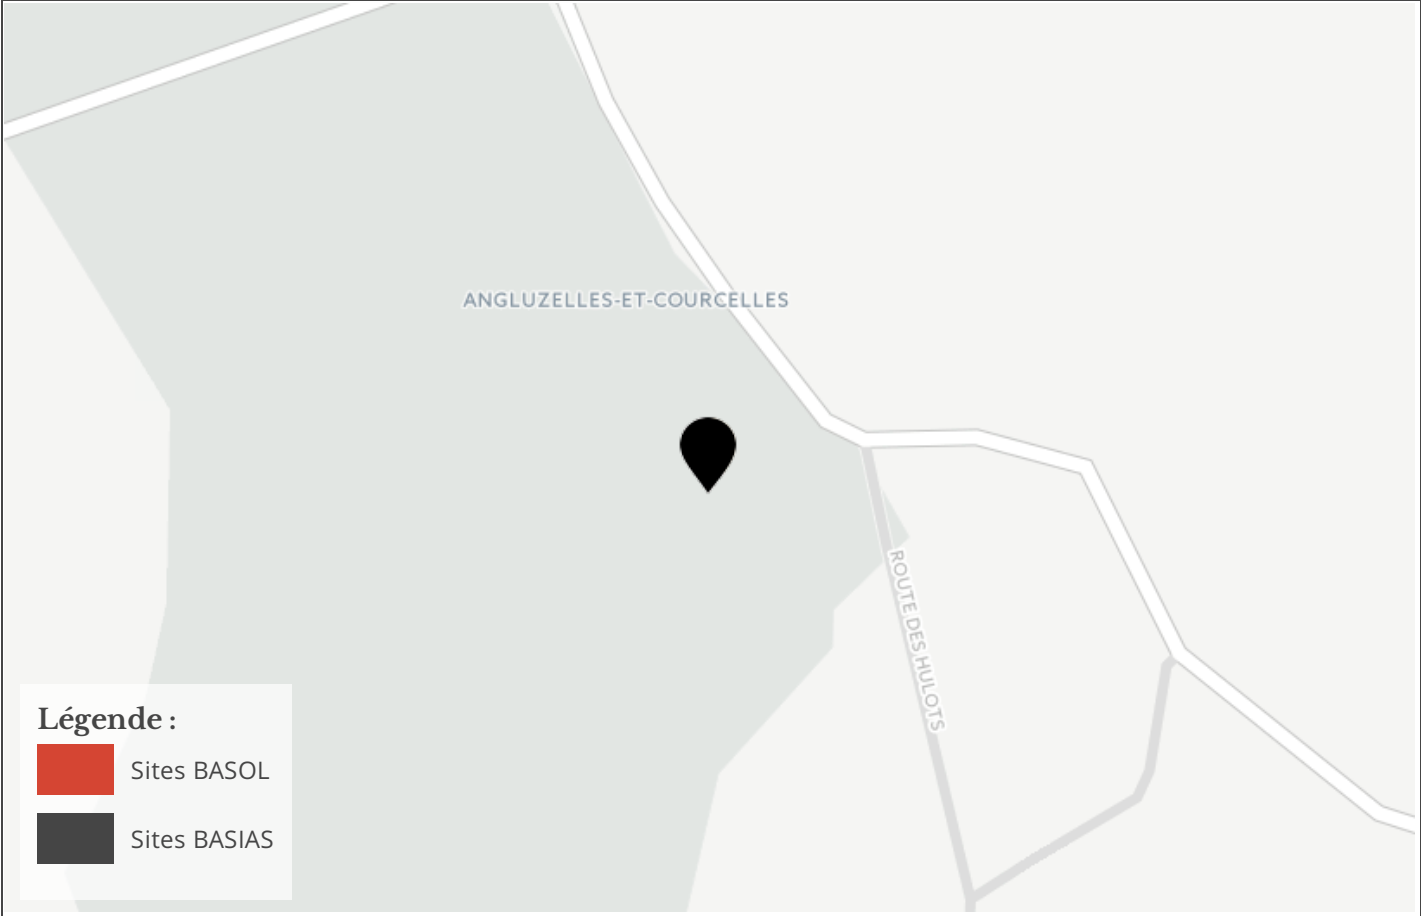 ANGLUZELLES-ET-COURCELLES
ROUTE DES HULOTS
Légende :
Sites BASOL
Sites BASIAS